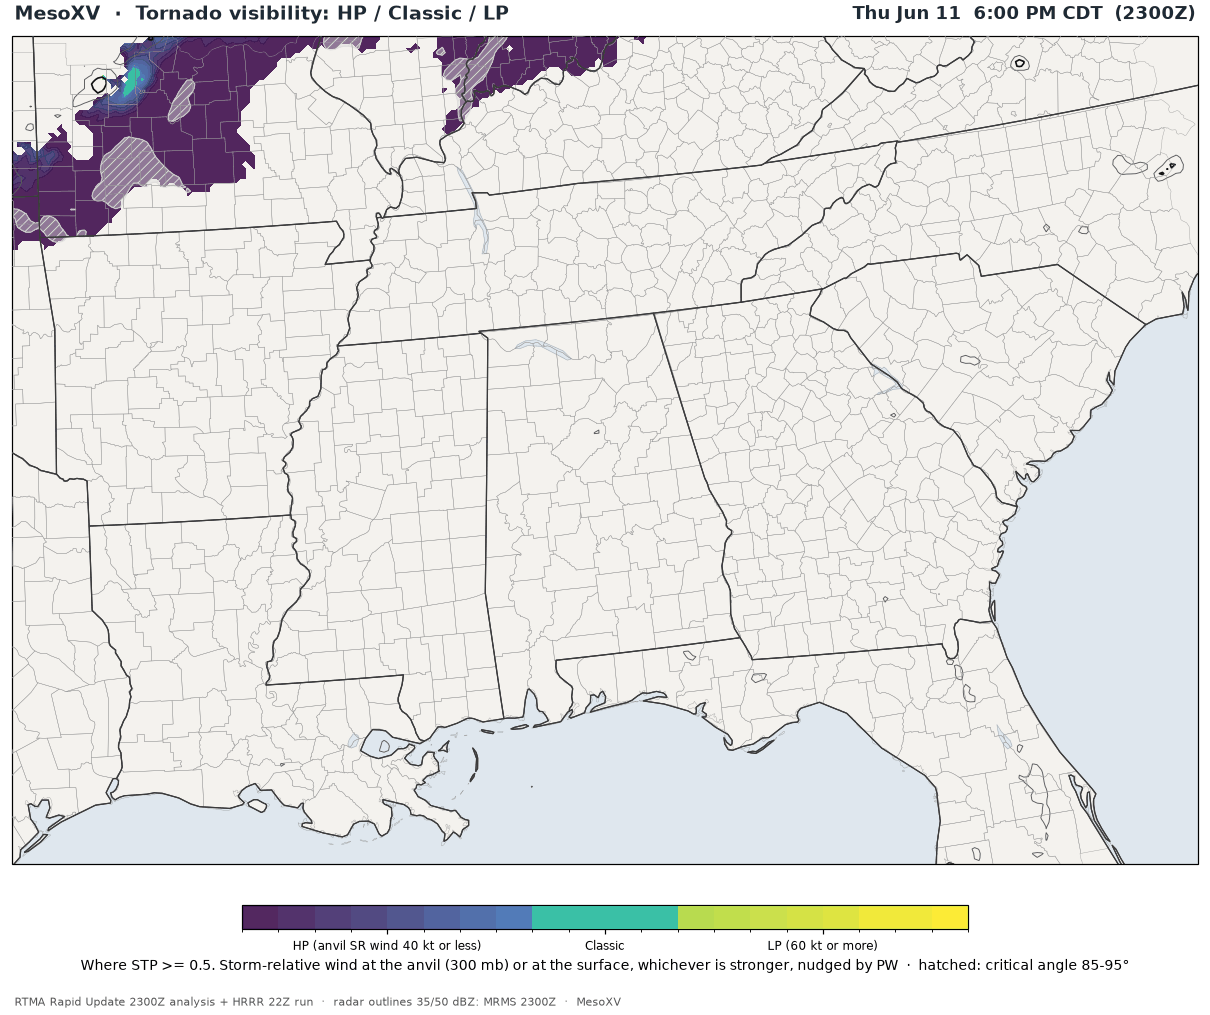 MesoXV · Tornado visibility: HP / Classic / LP
Thu Jun 11 6:00 PM CDT (2300Z)
HP (anvil SR wind 40 kt or less)
Classic
LP (60 kt or more)
Where STP >= 0.5. Storm-relative wind at the anvil (300 mb) or at the surface, whichever is stronger, nudged by PW · hatched: critical angle 85-95°
RTMA Rapid Update 2300Z analysis + HRRR 22Z run · radar outlines 35/50 dBZ: MRMS 2300Z · MesoXV